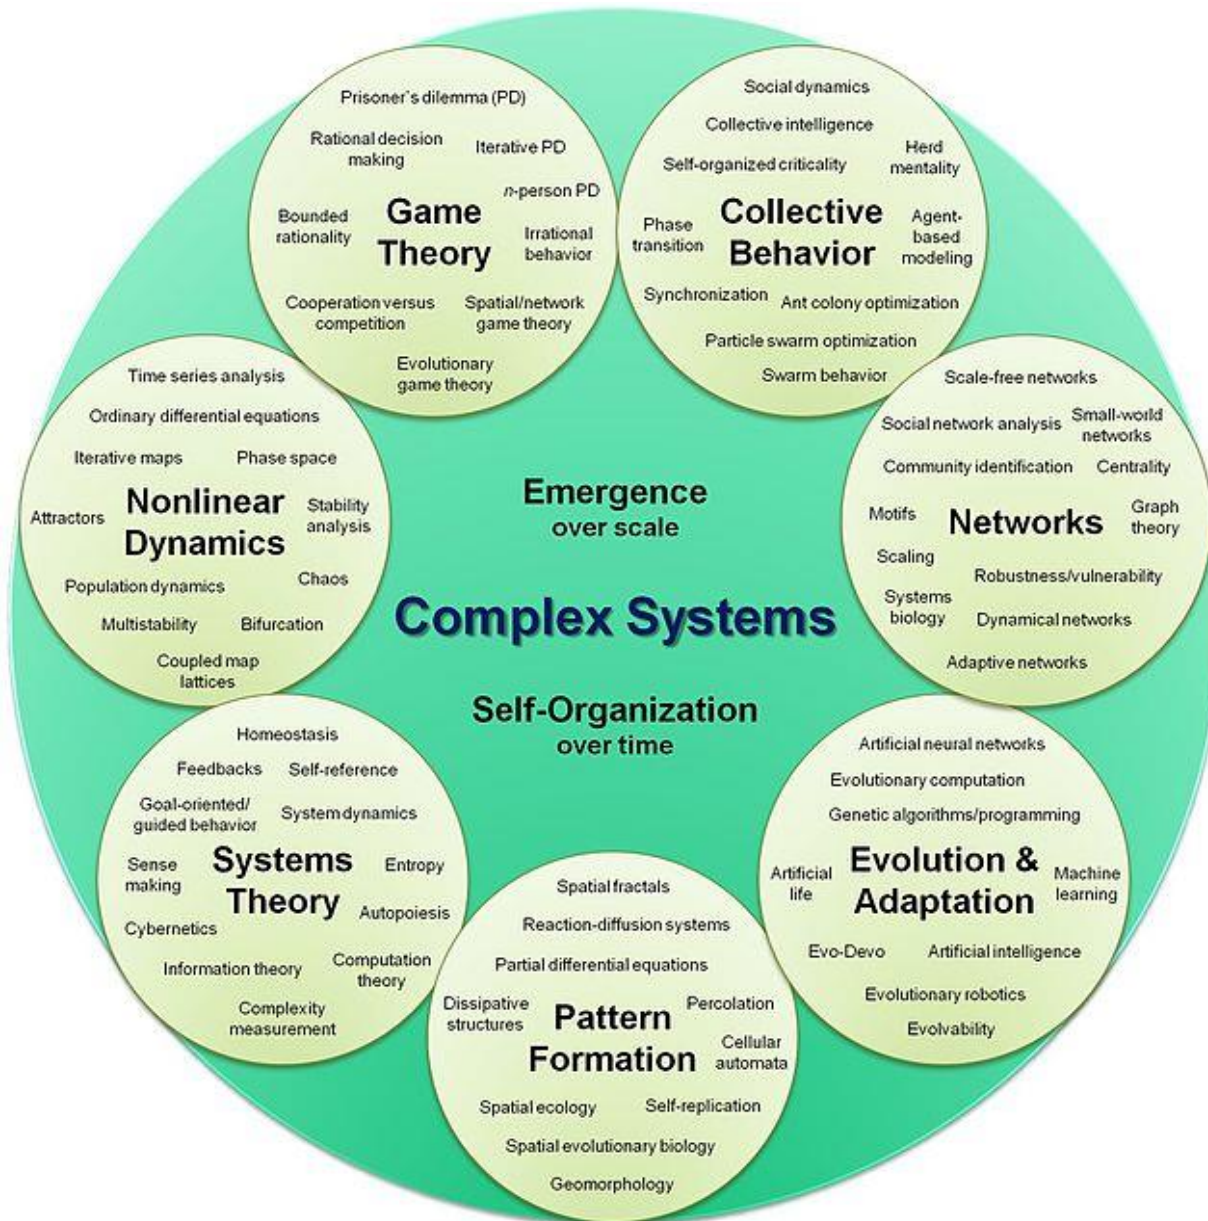 Prisoner's dilemma (PD)
Rational decision
making
Iterative PD
n-person PD
Game
Theory
Bounded
rationality
Irrational
behavior
Cooperation versus
competition
Spatial/network
game theory
Evolutionary
game theory
Social dynamics
Collective intelligence
Herd
mentality
Self-organized criticality
Collective
Behavior
Phase
transition
Agent-
based
modeling
Synchronization
Ant colony optimization
Particle swarm optimization
Swarm behavior
Time series analysis
Ordinary differential equations
Iterative maps
Phase space
Attractors
Nonlinear
Dynamics
Stability
analysis
Population dynamics
Chaos
Multistability
Bifurcation
Coupled map
lattices
Emergence
over scale
Complex Systems
Self-Organization
over time
Scale-free networks
Social network analysis
Small-world
networks
Community identification
Centrality
Motifs
Networks
Graph
theory
Scaling
Robustness/vulnerability
Systems
biology
Dynamical networks
Adaptive networks
Homeostasis
Feedbacks
Self-reference
Goal-oriented/
guided behavior
System dynamics
Sense
making
Systems
Theory
Entropy
Autopoiesis
Cybernetics
Information theory
Computation
theory
Complexity
measurement
Spatial fractals
Reaction-diffusion systems
Partial differential equations
Dissipative
structures
Pattern
Formation
Percolation
Cellular
automata
Spatial ecology
Self-replication
Spatial evolutionary biology
Geomorphology
Artificial neural networks
Evolutionary computation
Genetic algorithms/programming
Artificial
life
Evolution &
Adaptation
Machine
learning
Evo-Devo
Artificial intelligence
Evolutionary robotics
Evolvability